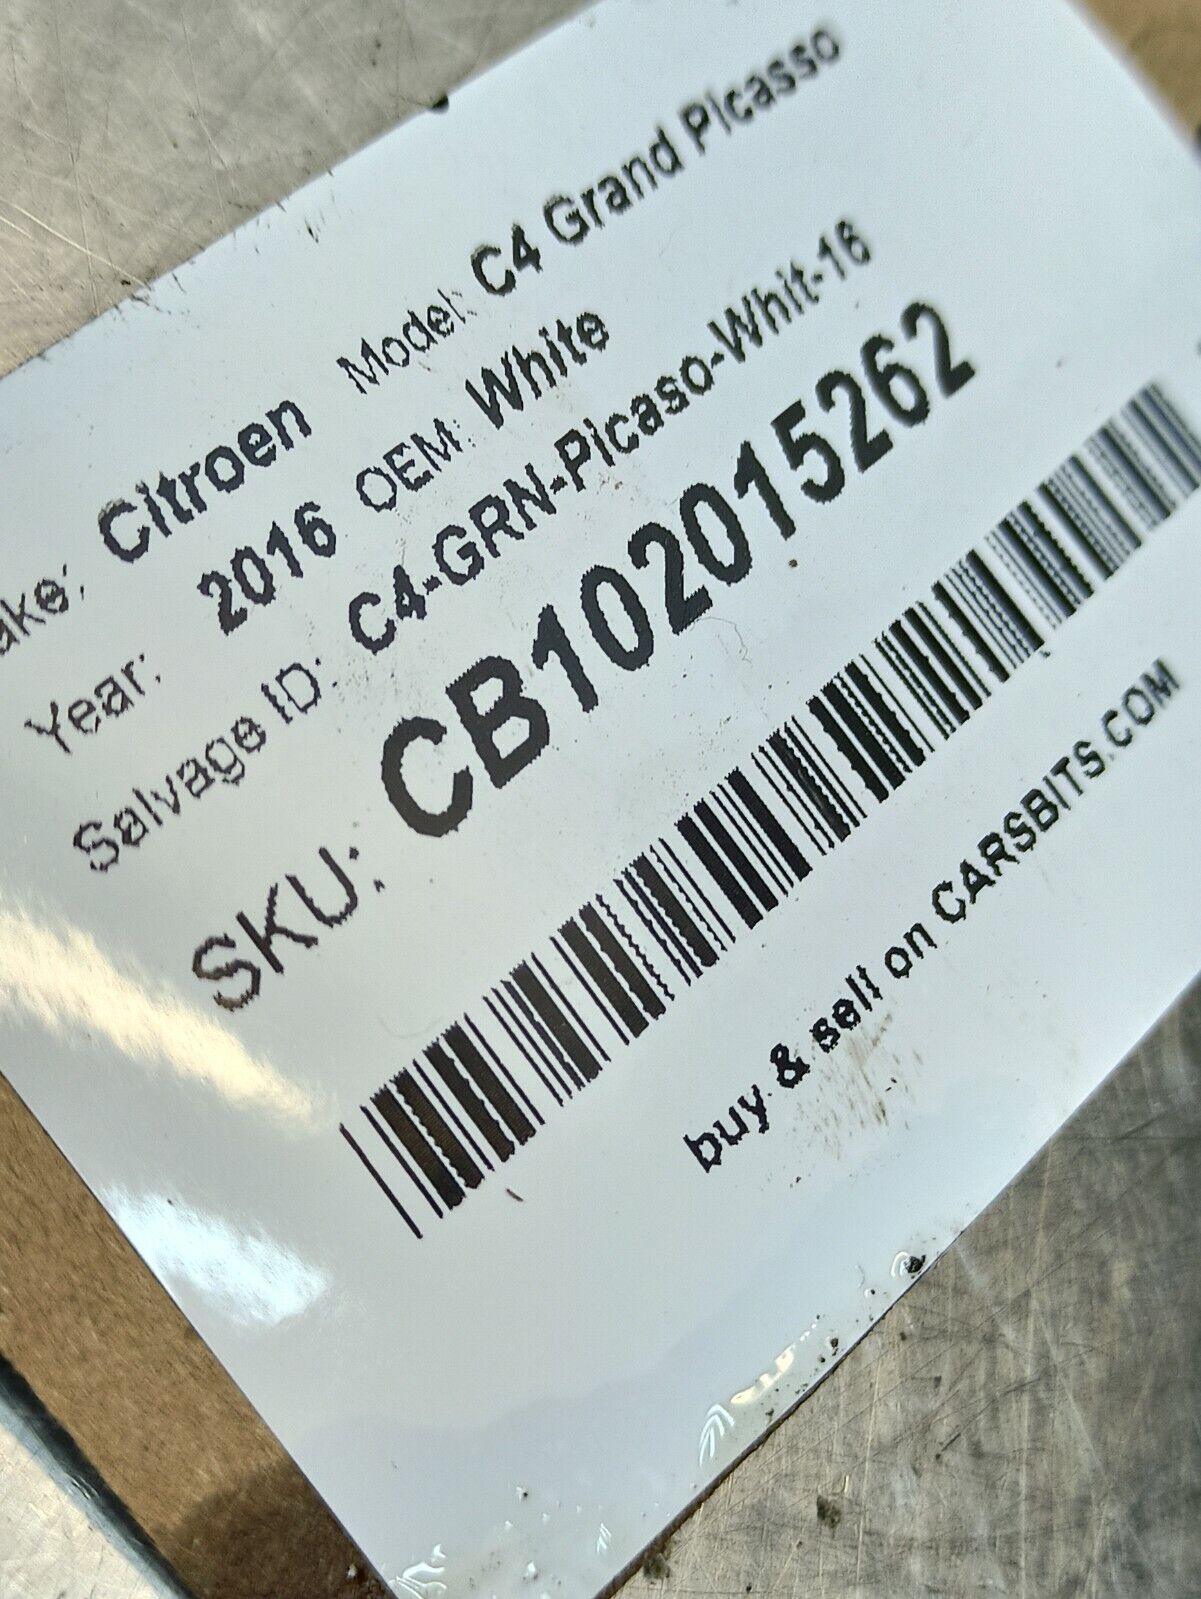 ake: Citroen Model: C4 Grand Picasso
Year: 2016 OEM: White
Salvage ID: C4-GRN-Picaso-Whit-16
SKU: CB102015262
buy & sell on CARSBITS.COM